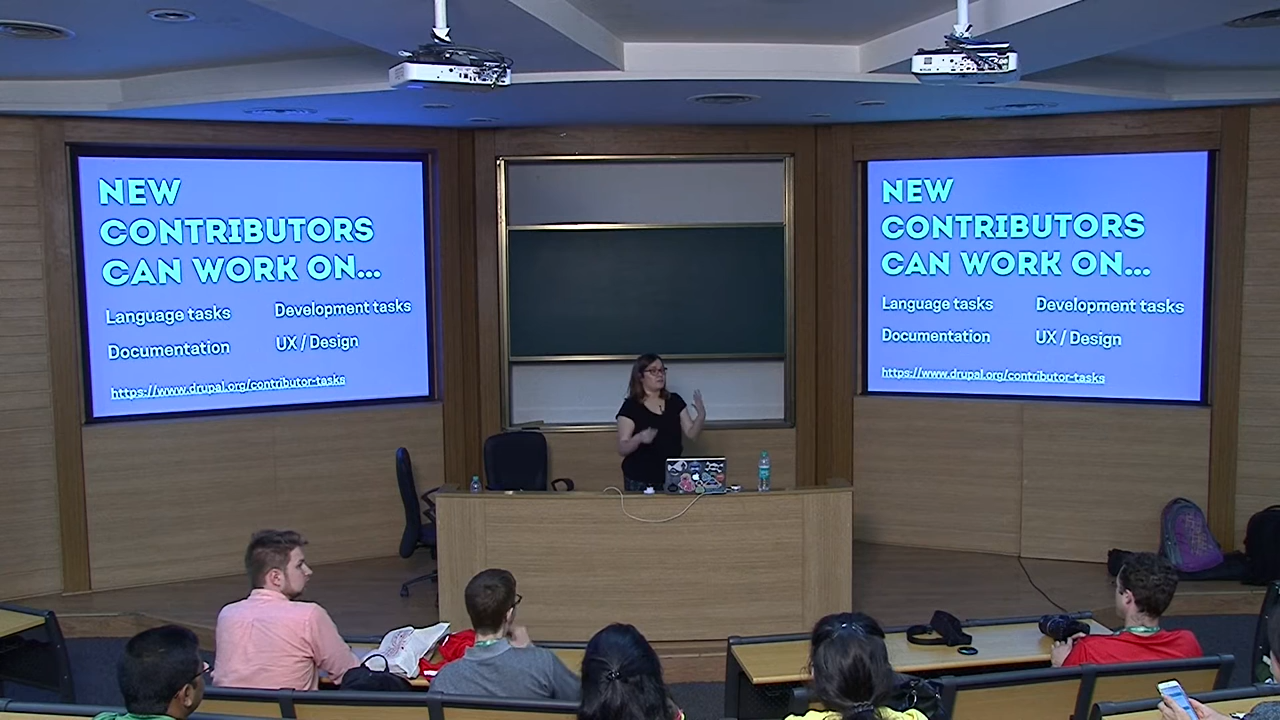 NEW
CONTRIBUTORS
CAN WORK ON...
Language tasks Development tasks
Documentation UX / Design
https://www.drupal.org/contributor-tasks
NEW
CONTRIBUTORS
CAN WORK ON...
Language tasks Development tasks
Documentation UX / Design
https://www.drupal.org/contributor-tasks